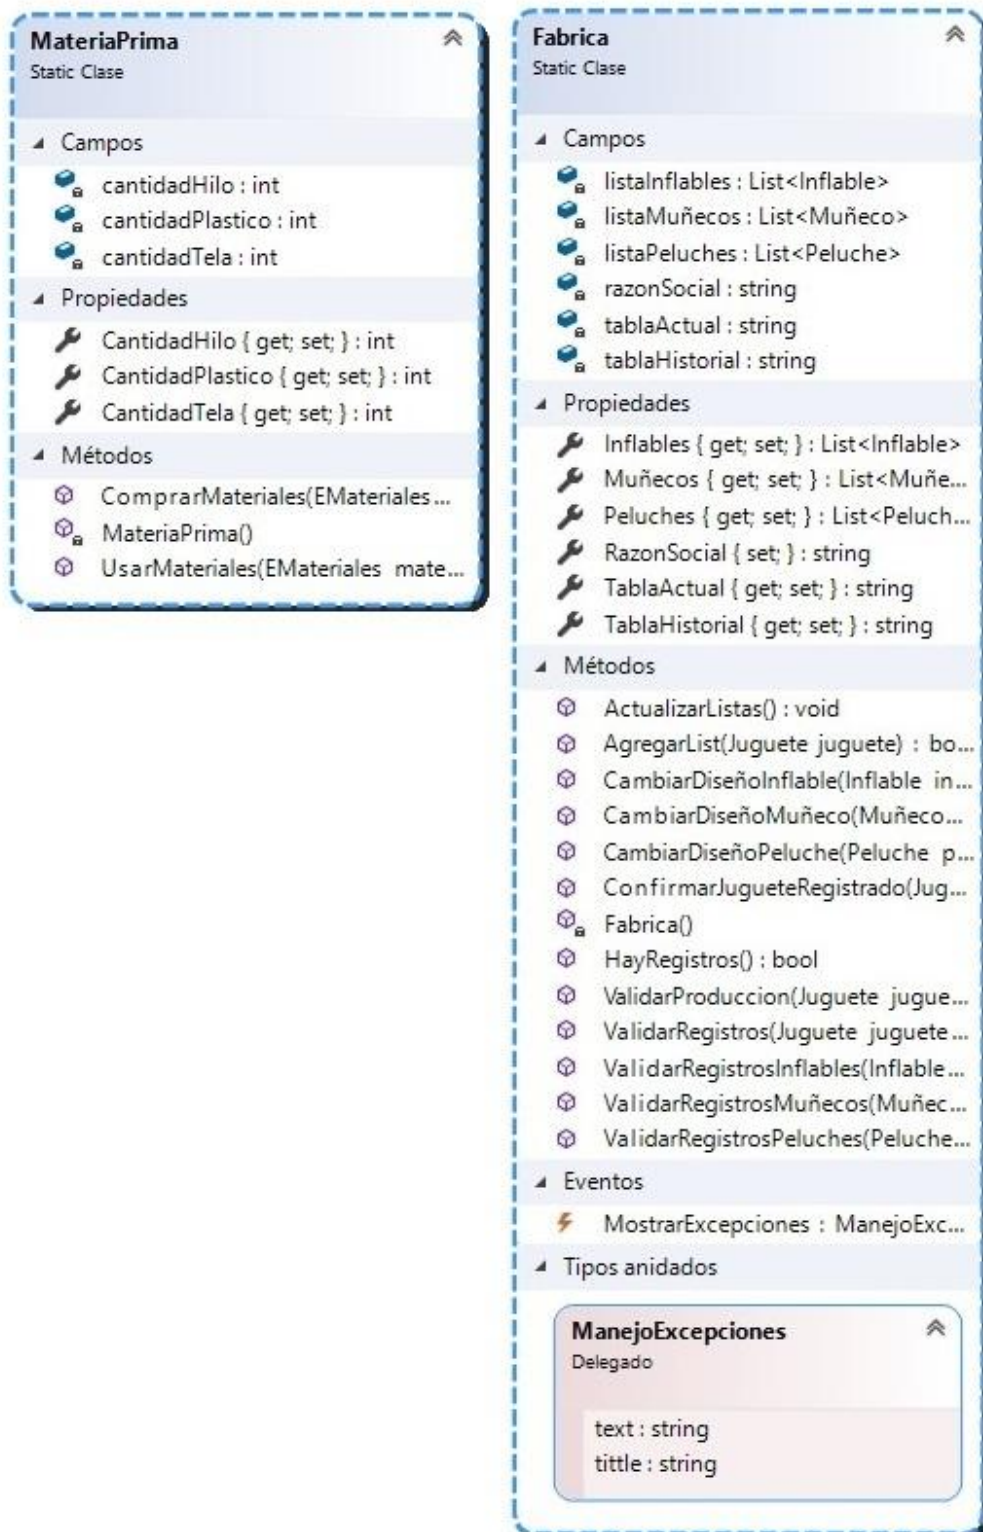 MateriaPrima
Static Clase
Campos
cantidadHilo : int
cantidadPlastico : int
cantidadTela : int
Propiedades
CantidadHilo { get; set; } : int
CantidadPlastico { get; set; } : int
CantidadTela { get; set; } : int
Métodos
ComprarMateriales(EMateriales...
MateriaPrima()
UsarMateriales(EMateriales mate...
Fabrica
Static Clase
Campos
listaInflables : List<Inflable>
listaMuñecos : List<Muñeco>
listaPeluches : List<Peluche>
razonSocial : string
tablaActual : string
tablaHistorial : string
Propiedades
Inflables { get; set; } : List<Inflable>
Muñecos { get; set; } : List<Muñe...
Peluches { get; set; } : List<Peluch...
RazonSocial { set; } : string
TablaActual { get; set; } : string
TablaHistorial { get; set; } : string
Métodos
ActualizarListas() : void
AgregarList(Juguete juguete) : bo...
CambiarDiseñoInflable(Inflable in...
CambiarDiseñoMuñeco(Muñeco...
CambiarDiseñoPeluche(Peluche p...
ConfirmarJugueteRegistrado(Jug...
Fabrica()
HayRegistros() : bool
ValidarProduccion(Juguete jugue...
ValidarRegistros(Juguete juguete...
ValidarRegistrosInflables(Inflable...
ValidarRegistrosMuñecos(Muñec...
ValidarRegistrosPeluches(Peluche...
Eventos
MostrarExcepciones : ManejoExc...
Tipos anidados
ManejoExcepciones
Delegado
text : string
tittle : string